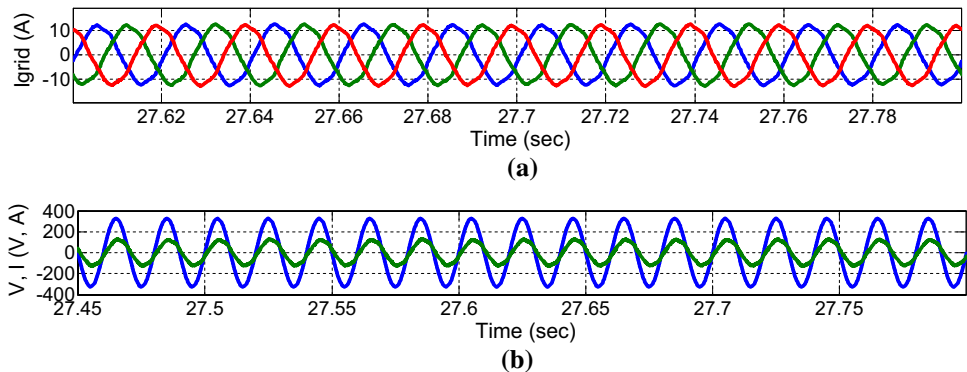 Igrid (A)
10
0
-10
27.62 27.64 27.66 27.68 27.7 27.72 27.74 27.76 27.78
Time (sec)
(a)
V, I (V, A)
400
200
0
-200
-400
27.45 27.5 27.55 27.6 27.65 27.7 27.75
Time (sec)
(b)